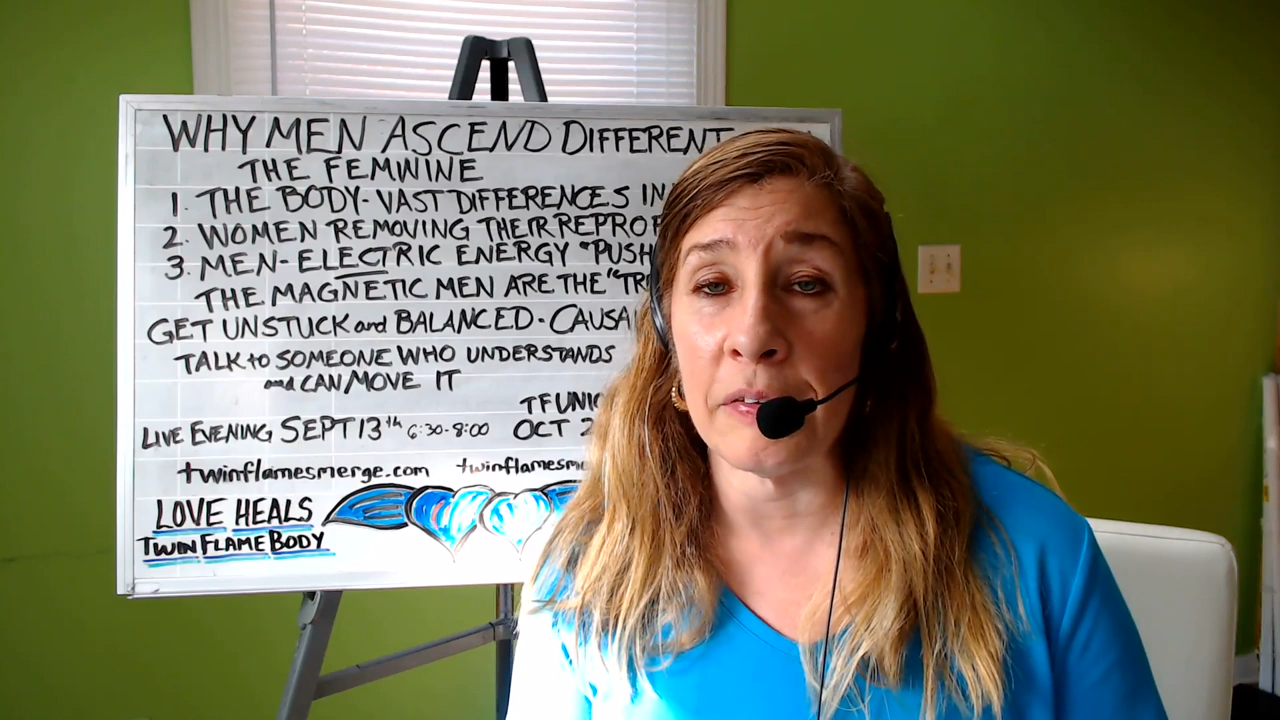 WHY MEN ASCEND DIFFERENT
THE FEMININE
1. THE BODY - VAST DIFFERENCES IN
2. WOMEN REMOVING THEIR
3. MEN - ELECTRIC ENERGY "PUSH
THE MAGNETIC MEN ARE THE
GET UNSTUCK and BALANCED - CAUSAL
TALK to SOMEONE WHO UNDERSTANDS
and CAN MOVE IT
LIVE EVENING SEPT 13th 6:30-8:00
OCT
twinflamesmerge.com
LOVE HEALS
TWIN FLAME BODY